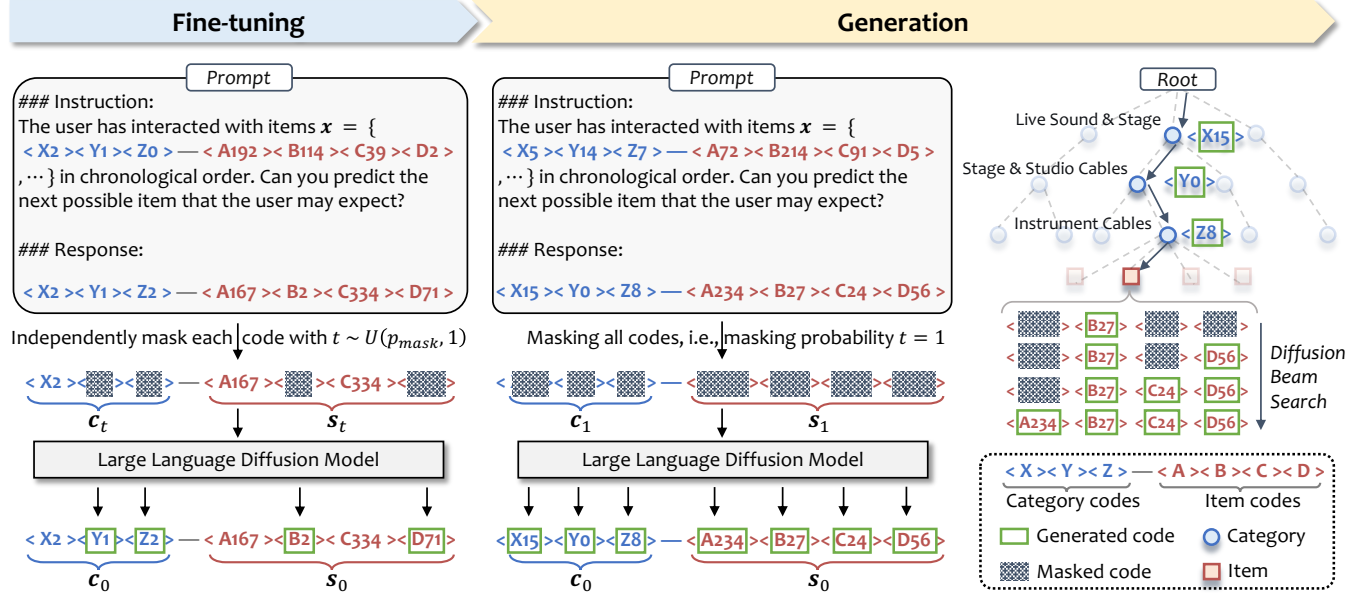 Fine-tuning
Generation
Prompt
### Instruction:
The user has interacted with items x = {
< X2 >< Y1 >< Z0 > — < A192 >< B114 >< C39 >< D2 >
, ⋯ } in chronological order. Can you predict the
next possible item that the user may expect?
### Response:
< X2 >< Y1 >< Z2 > — < A167 >< B2 >< C334 >< D71 >
Independently mask each code with t ~ U(p_mask, 1)
< X2 >< >< > — < A167 >< >< C334 >< >
c_t
s_t
Large Language Diffusion Model
< X2 >< Y1 >< Z2 > — < A167 >< B2 >< C334 >< D71 >
c_0
s_0
Prompt
### Instruction:
The user has interacted with items x = {
< X5 >< Y14 >< Z7 > — < A72 >< B214 >< C91 >< D5 >
, ⋯ } in chronological order. Can you predict the
next possible item that the user may expect?
### Response:
< X15 >< Y0 >< Z8 > — < A234 >< B27 >< C24 >< D56 >
Masking all codes, i.e., masking probability t = 1
< >< >< > — < >< >< >< >
c_1
s_1
Large Language Diffusion Model
< X15 >< Y0 >< Z8 > — < A234 >< B27 >< C24 >< D56 >
c_0
s_0
Root
Live Sound & Stage
< X15 >
Stage & Studio Cables
< Y0 >
Instrument Cables
< Z8 >
< > < B27 > < > < >
< > < B27 > < > < D56 >
< > < B27 > < C24 > < D56 >
< A234 > < B27 > < C24 > < D56 >
Diffusion
Beam
Search
< X >< Y >< Z > — < A >< B >< C >< D >
Category codes
Item codes
Generated code
Category
Masked code
Item